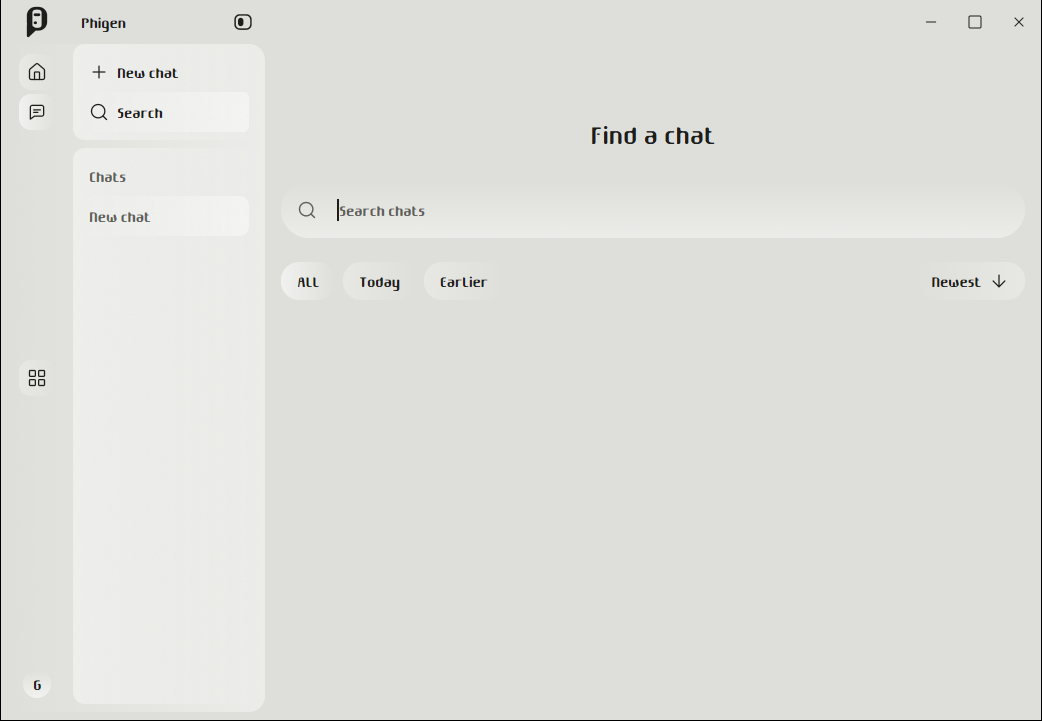 Phigen
New chat
Search
Chats
New chat
Find a chat
Search chats
All
Today
Earlier
Newest
G